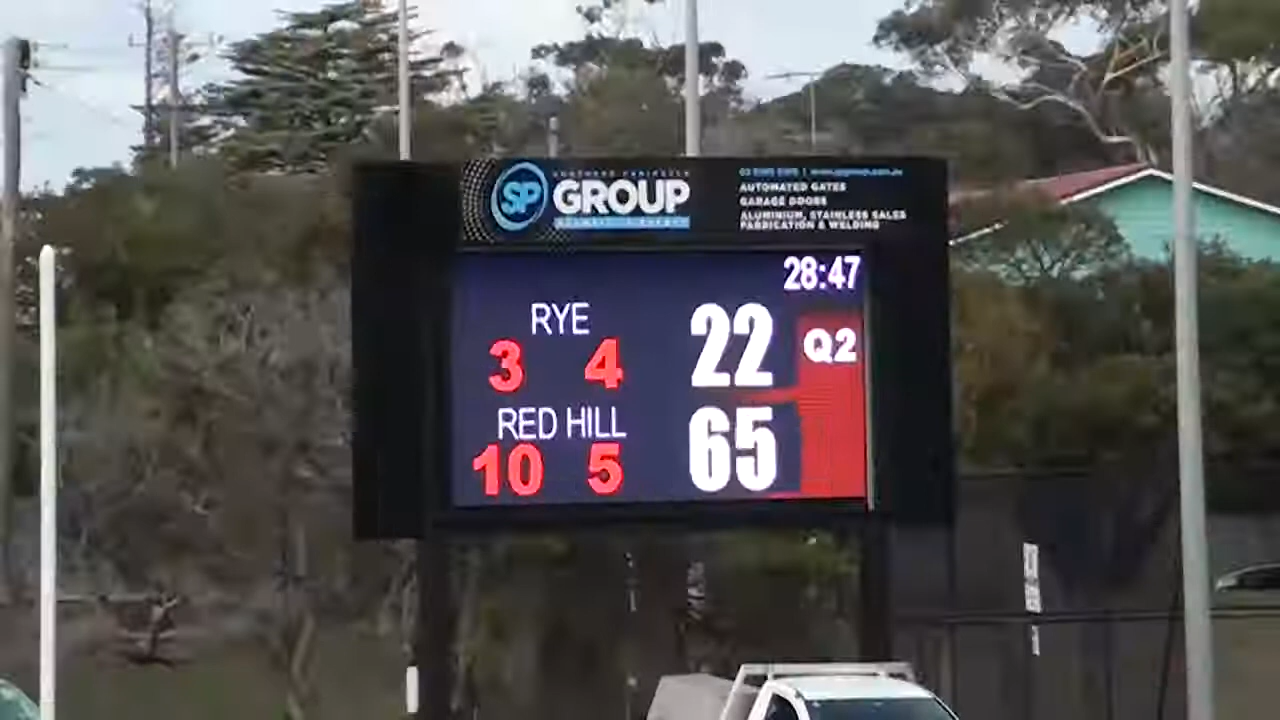 SP GROUP
AUTOMATED GATES
GARAGE DOORS
ALUMINIUM, STAINLESS SALES
FABRICATION & WELDING
28:47
RYE
3 4 22
Q2
RED HILL
10 5 65